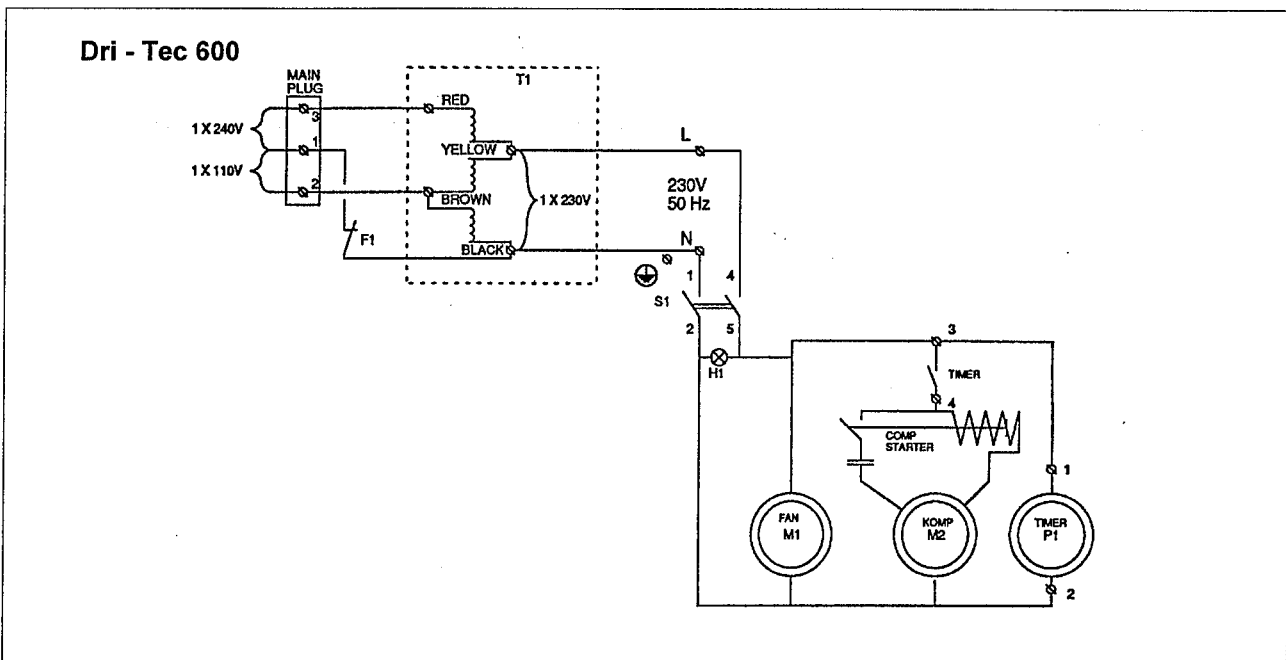 Dri - Tec 600
MAIN
PLUG
T1
RED
3
1 X 240V
1
YELLOW
L
1 X 110V
2
BROWN
1 X 230V
230V
50 Hz
F1
BLACK
N
1
4
S1
2
5
H1
3
TIMER
4
COMP
STARTER
1
FAN
M1
KOMP
M2
TIMER
P1
2